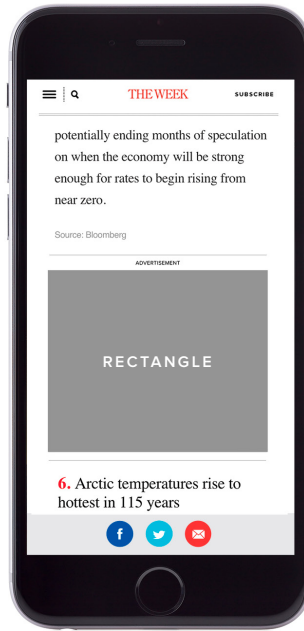 THE WEEK
SUBSCRIBE
potentially ending months of speculation
on when the economy will be strong
enough for rates to begin rising from
near zero.
Source: Bloomberg
ADVERTISEMENT
RECTANGLE
6. Arctic temperatures rise to
hottest in 115 years
f